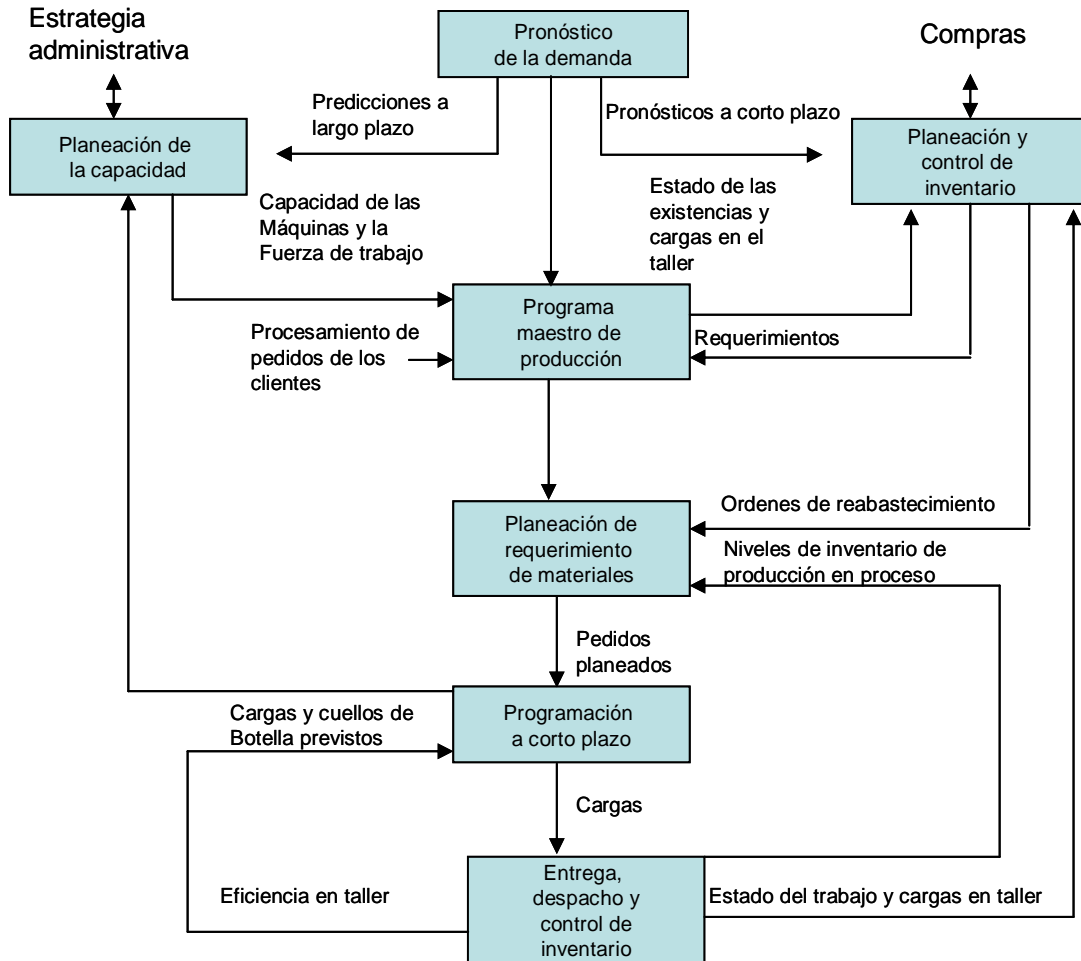 Estrategia
administrativa
Pronóstico
de la demanda
Compras
Predicciones a
largo plazo
Pronósticos a corto plazo
Planeación de
la capacidad
Planeación y
control de
inventario
Capacidad de las
Máquinas y la
Fuerza de trabajo
Estado de las
existencias y
cargas en el
taller
Programa
maestro de
producción
Procesamiento de
pedidos de los
clientes
Requerimientos
Planeación de
requerimiento
de materiales
Ordenes de reabastecimiento
Niveles de inventario de
producción en proceso
Pedidos
planeados
Programación
a corto plazo
Cargas y cuellos de
Botella previstos
Cargas
Entrega,
despacho y
control de
inventario
Eficiencia en taller
Estado del trabajo y cargas en taller